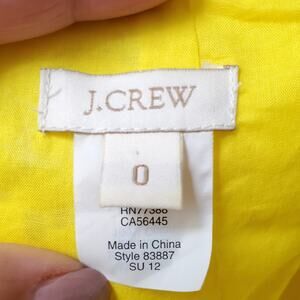 J.CREW
0
RN77388
CA56445
Made in China
Style 83887
SU 12